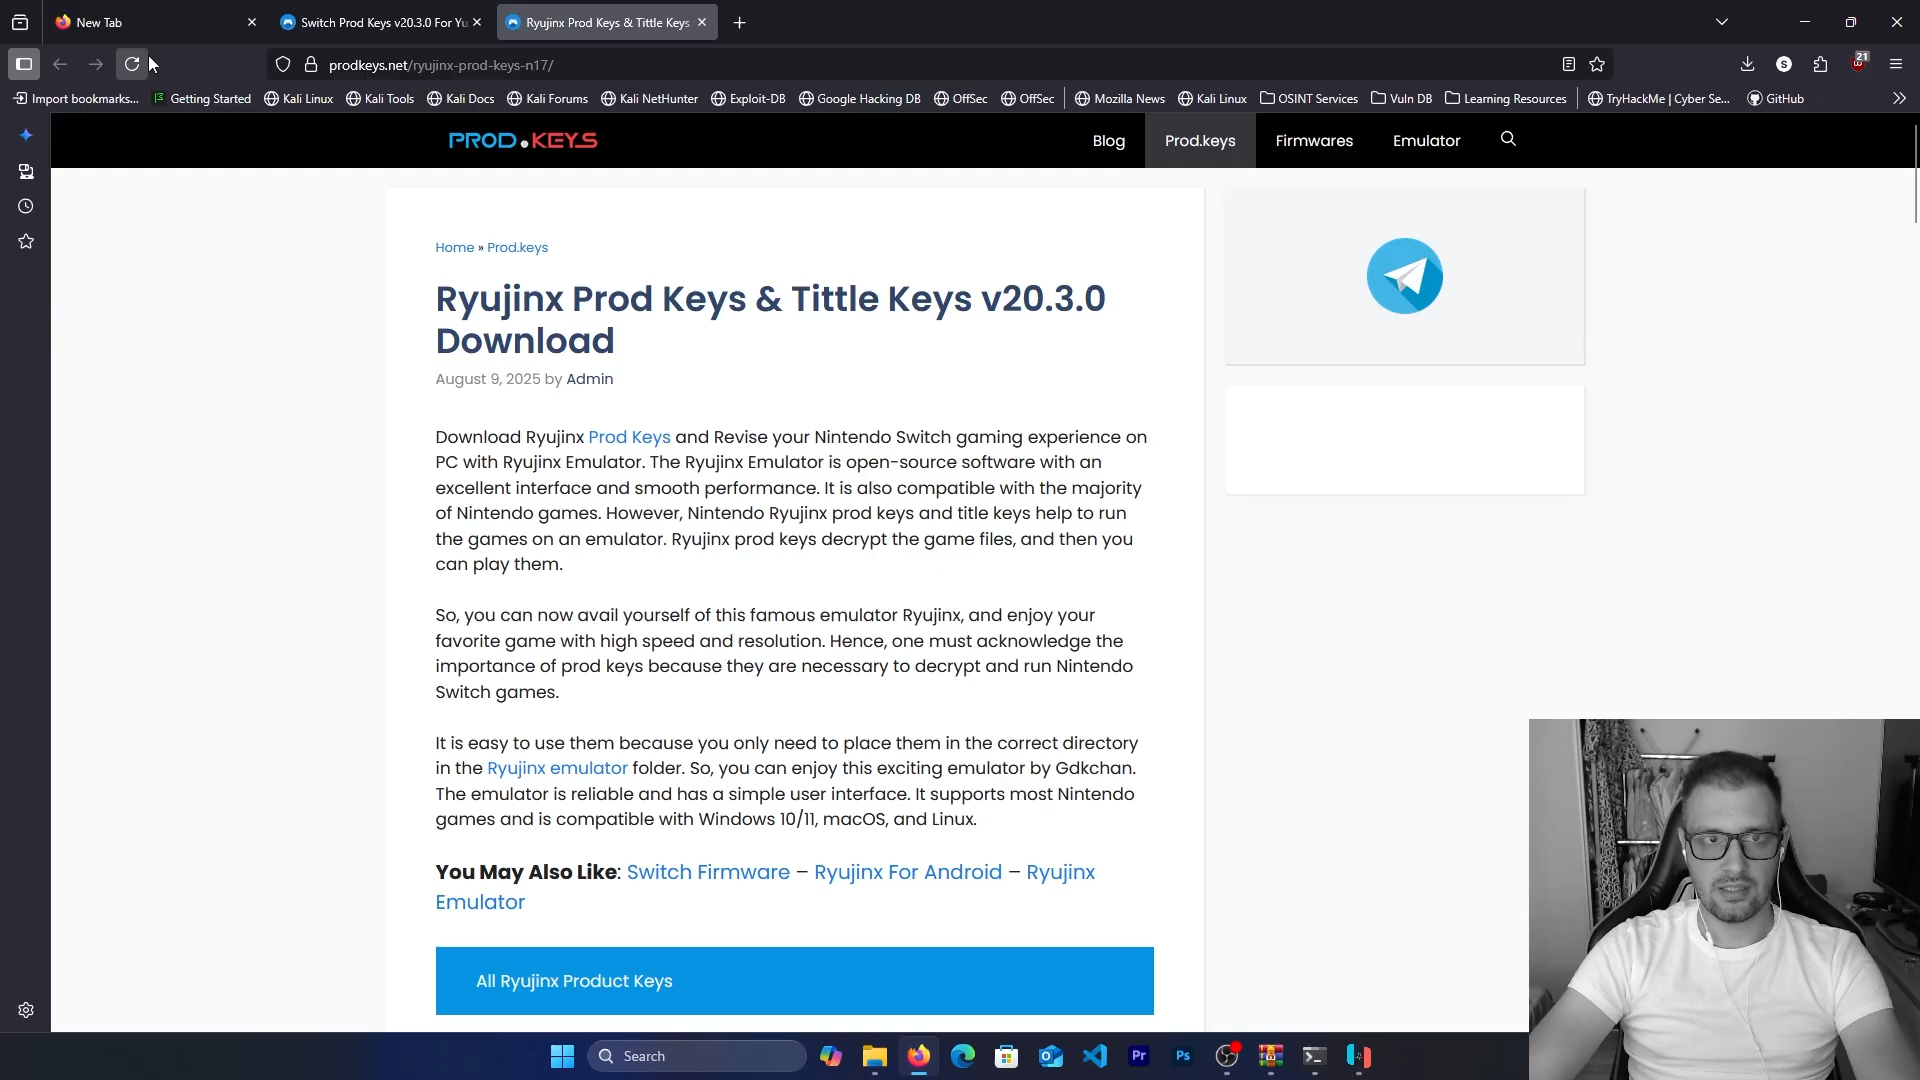 New Tab
Switch Prod Keys v20.3.0 For Yu
Ryujinx Prod Keys & Tittle Keys
prodkeys.net/ryujinx-prod-keys-n17/
21
Import bookmarks...
Getting Started
Kali Linux
Kali Tools
Kali Docs
Kali Forums
Kali NetHunter
Exploit-DB
Google Hacking DB
OffSec
OffSec
Mozilla News
Kali Linux
OSINT Services
Vuln DB
Learning Resources
TryHackMe | Cyber Se...
GitHub
PROD.KEYS
Blog
Prod.keys
Firmwares
Emulator
Home » Prod.keys
Ryujinx Prod Keys & Tittle Keys v20.3.0
Download
August 9, 2025 by Admin
Download Ryujinx Prod Keys and Revise your Nintendo Switch gaming experience on
PC with Ryujinx Emulator. The Ryujinx Emulator is open-source software with an
excellent interface and smooth performance. It is also compatible with the majority
of Nintendo games. However, Nintendo Ryujinx prod keys and title keys help to run
the games on an emulator. Ryujinx prod keys decrypt the game files, and then you
can play them.
So, you can now avail yourself of this famous emulator Ryujinx, and enjoy your
favorite game with high speed and resolution. Hence, one must acknowledge the
importance of prod keys because they are necessary to decrypt and run Nintendo
Switch games.
It is easy to use them because you only need to place them in the correct directory
in the Ryujinx emulator folder. So, you can enjoy this exciting emulator by Gdkchan.
The emulator is reliable and has a simple user interface. It supports most Nintendo
games and is compatible with Windows 10/11, macOS, and Linux.
You May Also Like: Switch Firmware – Ryujinx For Android – Ryujinx
Emulator
All Ryujinx Product Keys
Search
Pr
Ps